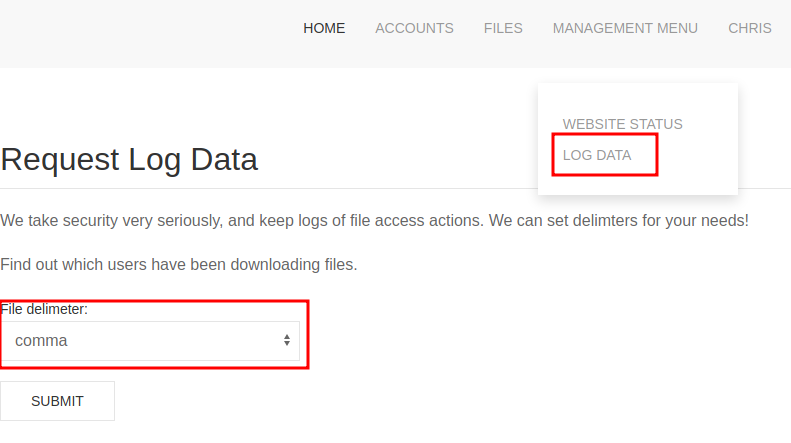 HOME ACCOUNTS FILES MANAGEMENT MENU CHRIS
WEBSITE STATUS
LOG DATA
Request Log Data
We take security very seriously, and keep logs of file access actions. We can set delimters for your needs!
Find out which users have been downloading files.
File delimeter:
comma
SUBMIT